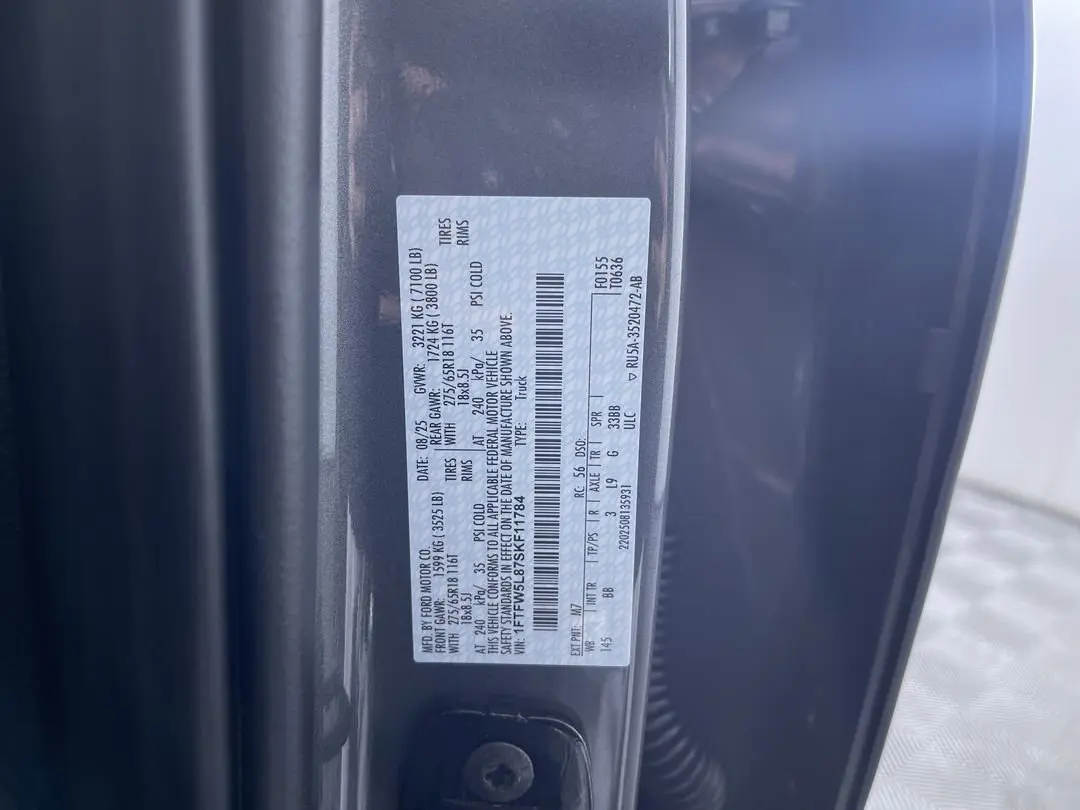 MFD. BY FORD MOTOR CO.
DATE: 08/25 GVWR: 3221 KG ( 7100 LB)
FRONT GAWR: 1599 KG ( 3525 LB) REAR GAWR: 1724 KG ( 3800 LB)
WITH 275/65R18 116T TIRES WITH 275/65R18 116T TIRES
18x8.5J RIMS 18x8.5J RIMS
AT 240 kPa/ 35 PSI COLD AT 240 kPa/ 35 PSI COLD
THIS VEHICLE CONFORMS TO ALL APPLICABLE FEDERAL MOTOR VEHICLE
SAFETY STANDARDS IN EFFECT ON THE DATE OF MANUFACTURE SHOWN ABOVE.
VIN: 1FTFW5L87SKF11784 TYPE: Truck
EXT PNT: M7 RC: 56 DSO:
WB INT TR TP/PS R AXLE TR SPR F0155
145 BB 3 L9 G 33BB T0636
220250813593I ULC ▽ RU5A-3520472-AB